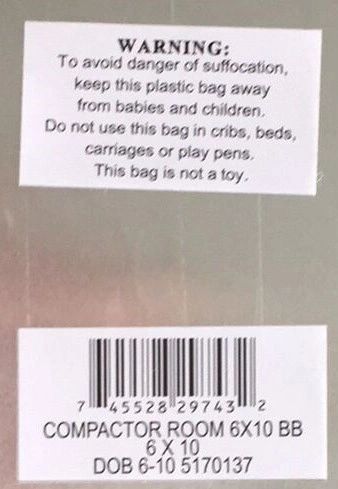 WARNING:
To avoid danger of suffocation,
keep this plastic bag away
from babies and children.
Do not use this bag in cribs, beds,
carriages or play pens.
This bag is not a toy.
7 45528 29743 2
COMPACTOR ROOM 6X10 BB
6 X 10
DOB 6-10 5170137